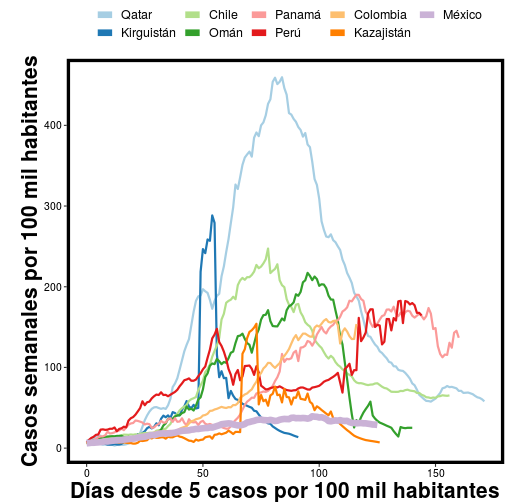 Qatar Chile Panamá Colombia México
Kirguistán Omán Perú Kazajistán
Casos semanales por 100 mil habitantes
400
300
200
100
0
0 50 100 150
Días desde 5 casos por 100 mil habitantes